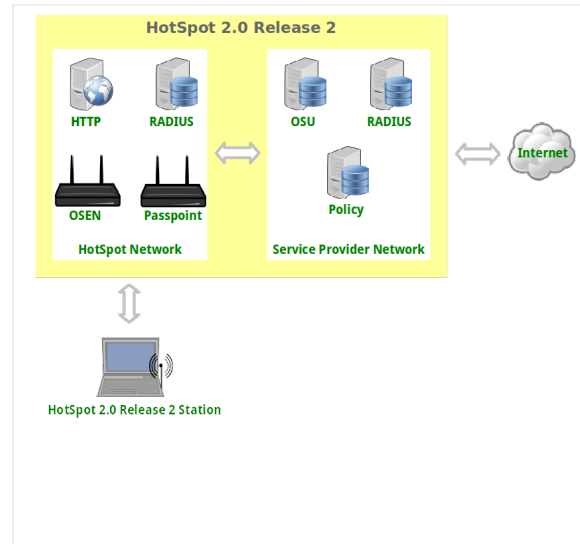 HotSpot 2.0 Release 2
HTTP
RADIUS
OSU
RADIUS
Internet
OSEN
Passpoint
Policy
HotSpot Network
Service Provider Network
HotSpot 2.0 Release 2 Station